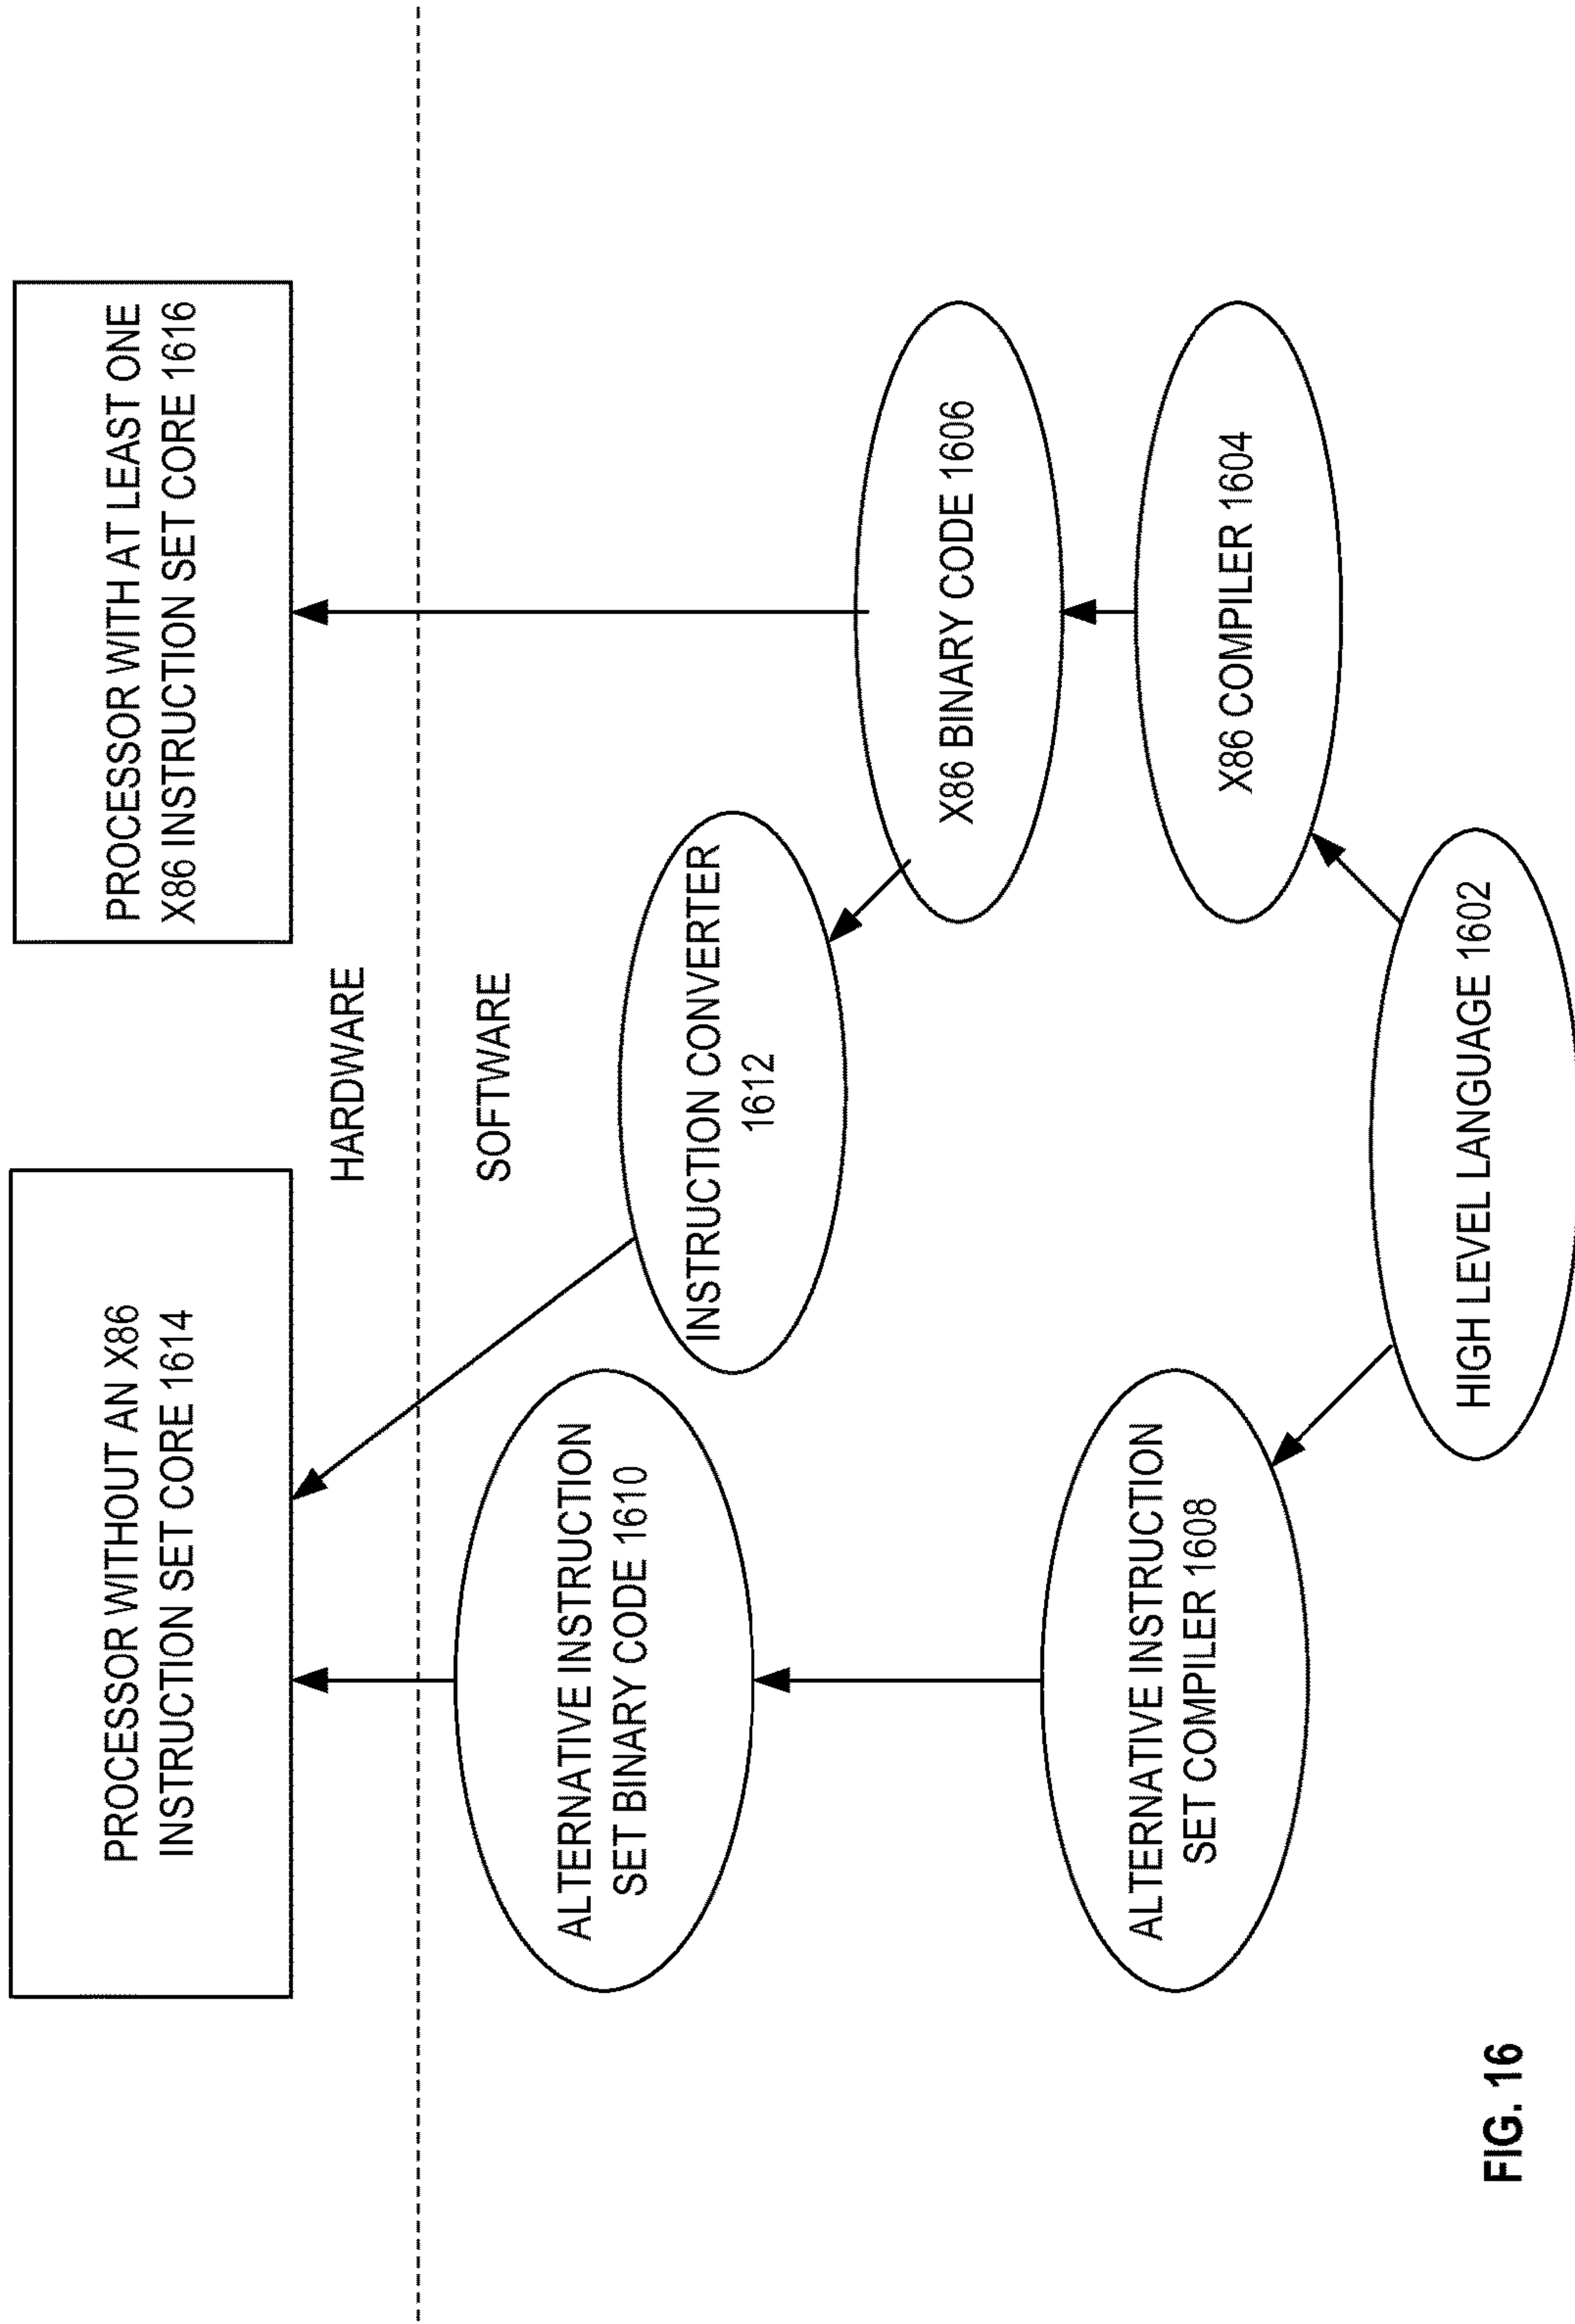 PROCESSOR WITHOUT AN X86
INSTRUCTION SET CORE 1614
PROCESSOR WITH AT LEAST ONE
X86 INSTRUCTION SET CORE 1616
HARDWARE
SOFTWARE
ALTERNATIVE INSTRUCTION
SET BINARY CODE 1610
INSTRUCTION CONVERTER
1612
X86 BINARY CODE 1606
ALTERNATIVE INSTRUCTION
SET COMPILER 1608
X86 COMPILER 1604
HIGH LEVEL LANGUAGE 1602
FIG. 16